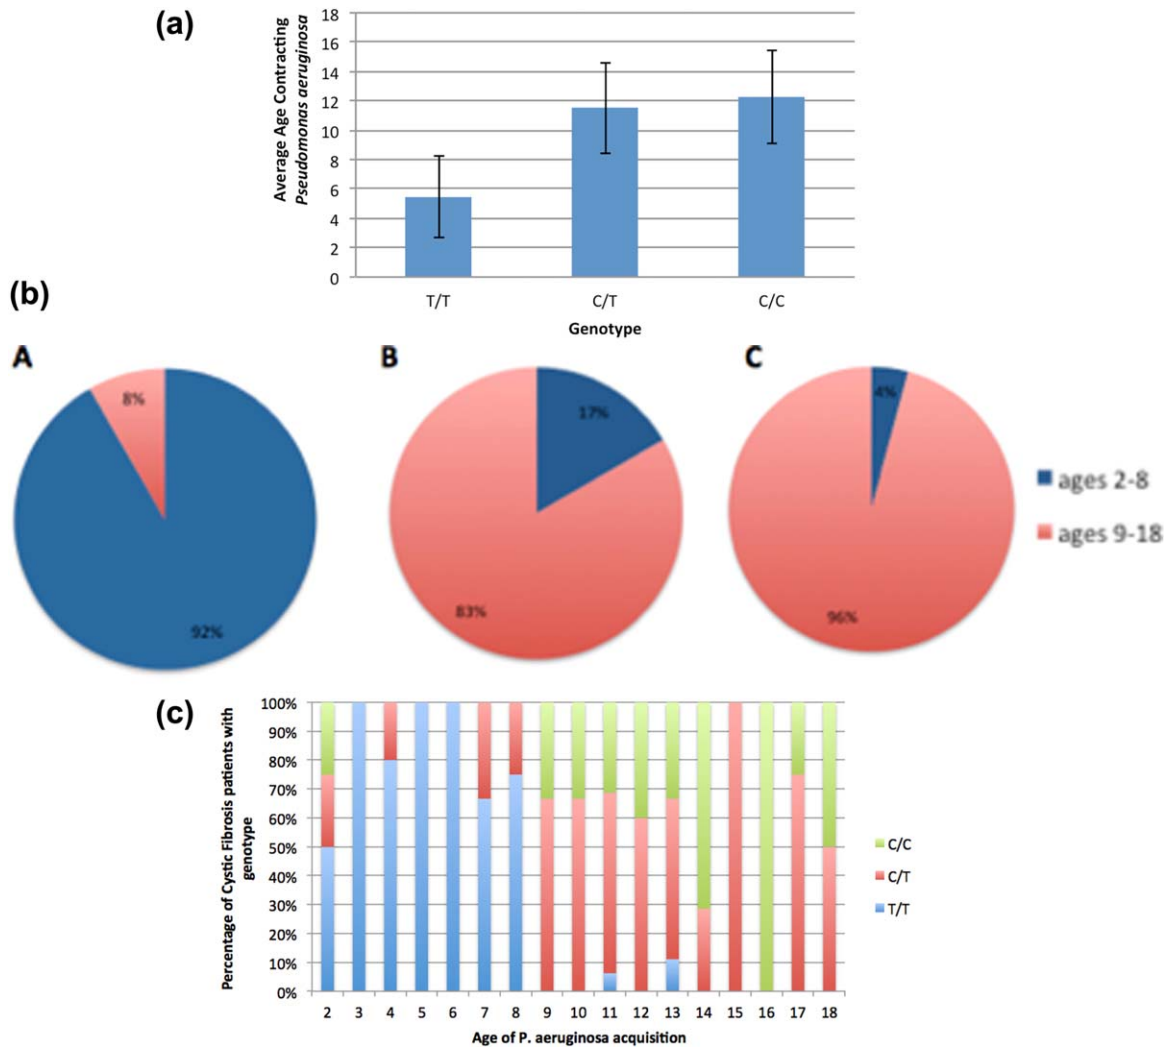 (a)
Average Age Contracting
Pseudomonas aeruginosa
18
16
14
12
10
8
6
4
2
0
T/T
C/T
C/C
Genotype
(b)
A
B
C
8%
92%
17%
83%
4%
96%
ages 2-8
ages 9-18
(c)
Percentage of Cystic Fibrosis patients with
genotype
100%
90%
80%
70%
60%
50%
40%
30%
20%
10%
0%
2 3 4 5 6 7 8 9 10 11 12 13 14 15 16 17 18
Age of P. aeruginosa acquisition
C/C
C/T
T/T